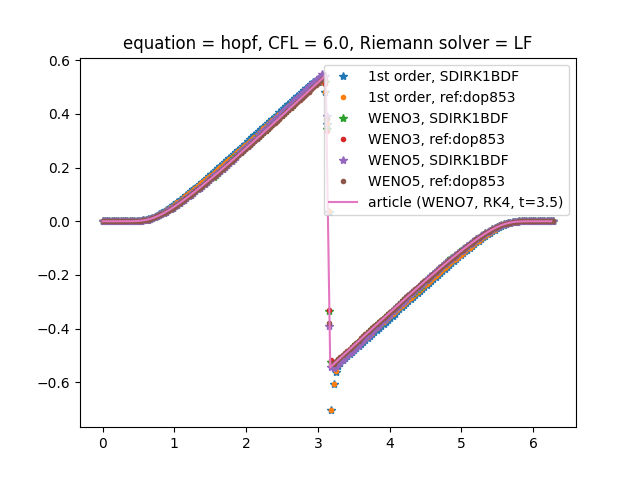 equation = hopf, CFL = 6.0, Riemann solver = LF
0.6
0.4
0.2
0.0
−0.2
−0.4
−0.6
0 1 2 3 4 5 6
1st order, SDIRK1BDF
1st order, ref:dop853
WENO3, SDIRK1BDF
WENO3, ref:dop853
WENO5, SDIRK1BDF
WENO5, ref:dop853
article (WENO7, RK4, t=3.5)